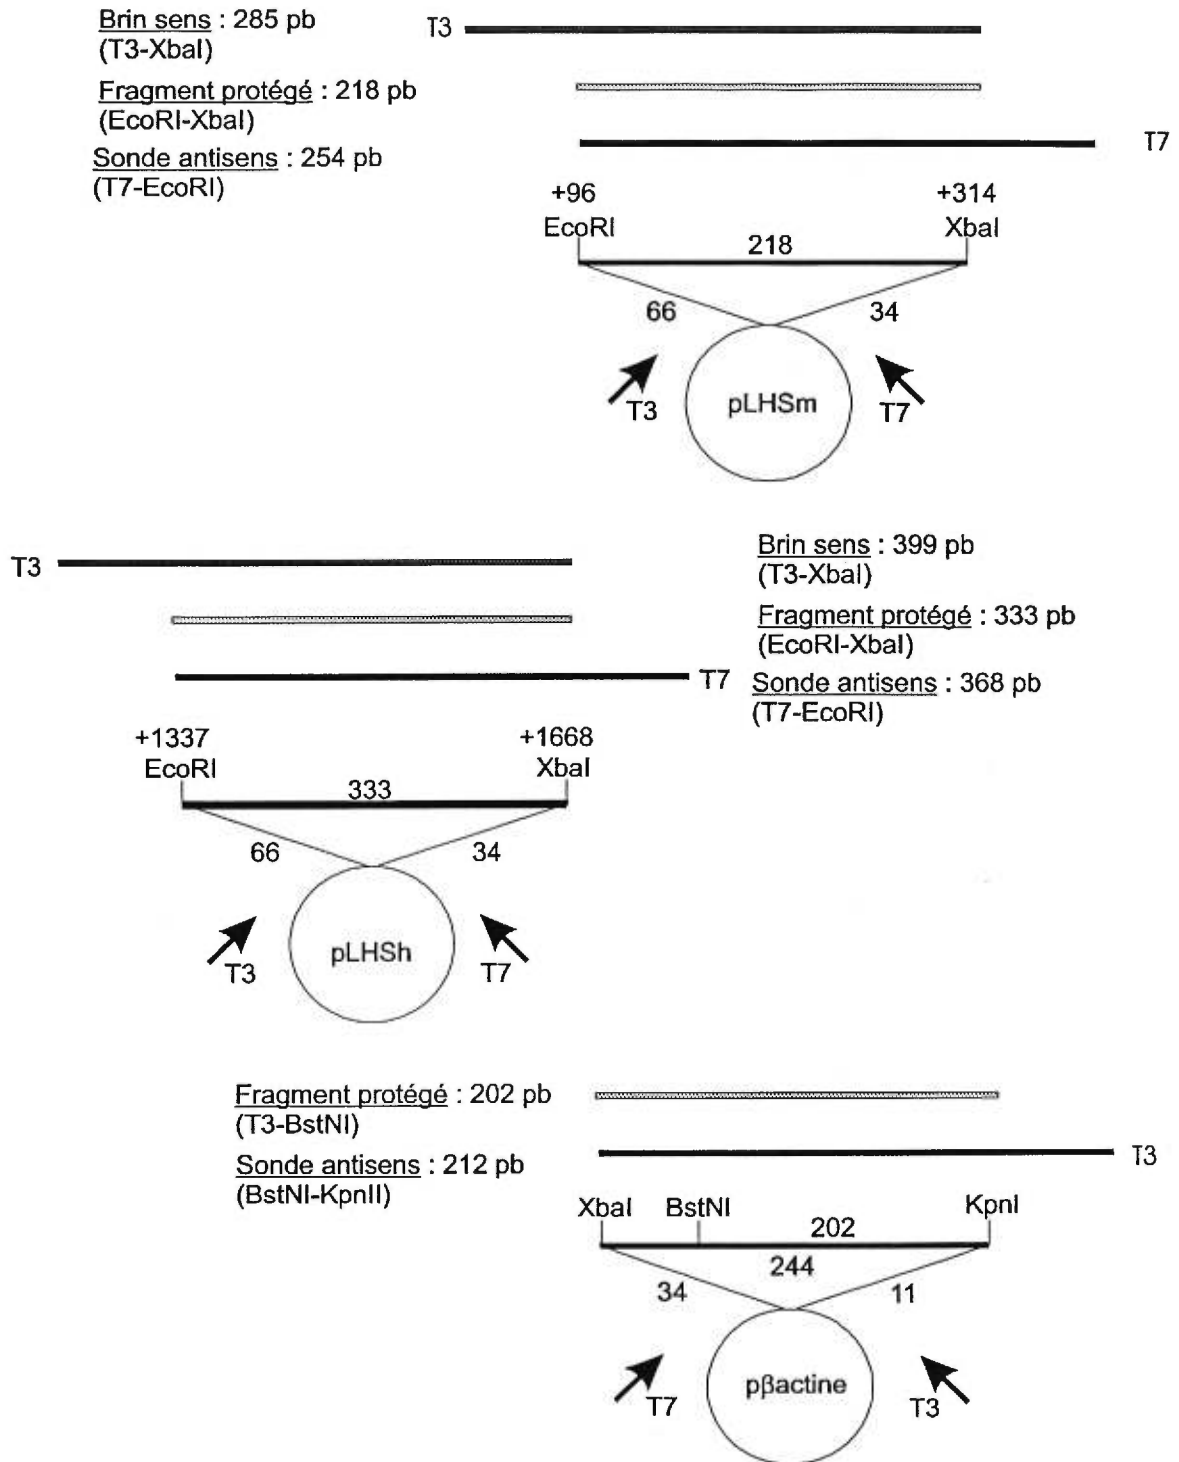 Brin sens : 285 pb
(T3-XbaI)
T3
Fragment protégé : 218 pb
(EcoRI-XbaI)
Sonde antisens : 254 pb
(T7-EcoRI)
T7
+96
+314
EcoRI
XbaI
218
66
34
T3
pLHSm
T7
T3
Brin sens : 399 pb
(T3-XbaI)
Fragment protégé : 333 pb
(EcoRI-XbaI)
T7
Sonde antisens : 368 pb
(T7-EcoRI)
+1337
+1668
EcoRI
XbaI
333
66
34
T3
pLHSh
T7
Fragment protégé : 202 pb
(T3-BstNI)
T3
Sonde antisens : 212 pb
(BstNI-KpnII)
XbaI
BstNI
KpnI
202
244
34
11
T7
pβactine
T3